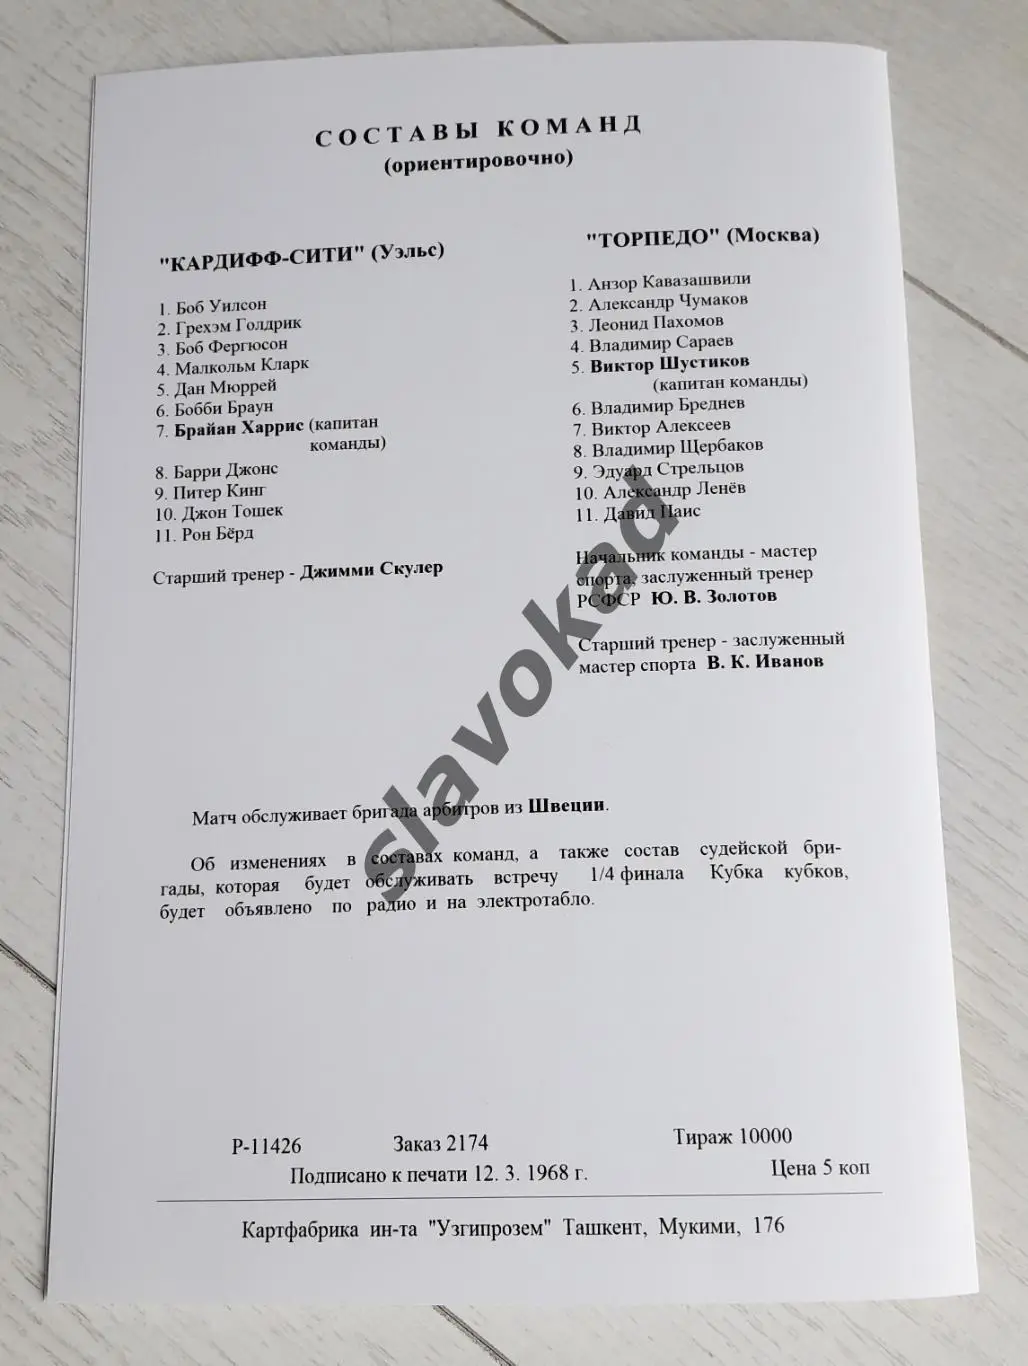 СОСТАВЫ КОМАНД
(ориентировочно)
"КАРДИФФ-СИТИ" (Уэльс)
1. Боб Уилсон
2. Грехэм Голдрик
3. Боб Фергюсон
4. Малкольм Кларк
5. Дан Мюррей
6. Бобби Браун
7. Брайан Харрис (капитан
команды)
8. Барри Джонс
9. Питер Кинг
10. Джон Тошек
11. Рон Бёрд
Старший тренер - Джимми Скулер
"ТОРПЕДО" (Москва)
1. Анзор Кавазашвили
2. Александр Чумаков
3. Леонид Пахомов
4. Владимир Сараев
5. Виктор Шустиков
(капитан команды)
6. Владимир Бреднев
7. Виктор Алексеев
8. Владимир Щербаков
9. Эдуард Стрельцов
10. Александр Ленёв
11. Давид Паис
Начальник команды - мастер
спорта, заслуженный тренер
РСФСР Ю. В. Золотов
Старший тренер - заслуженный
мастер спорта В. К. Иванов
slavokad
Матч обслуживает бригада арбитров из Швеции.
Об изменениях в составах команд, а также состав судейской бри-
гады, которая будет обслуживать встречу 1/4 финала Кубка кубков,
будет объявлено по радио и на электротабло.
Р-11426 Заказ 2174 Тираж 10000
Подписано к печати 12. 3. 1968 г. Цена 5 коп
Картфабрика ин-та "Узгипрозем" Ташкент, Мукими, 176